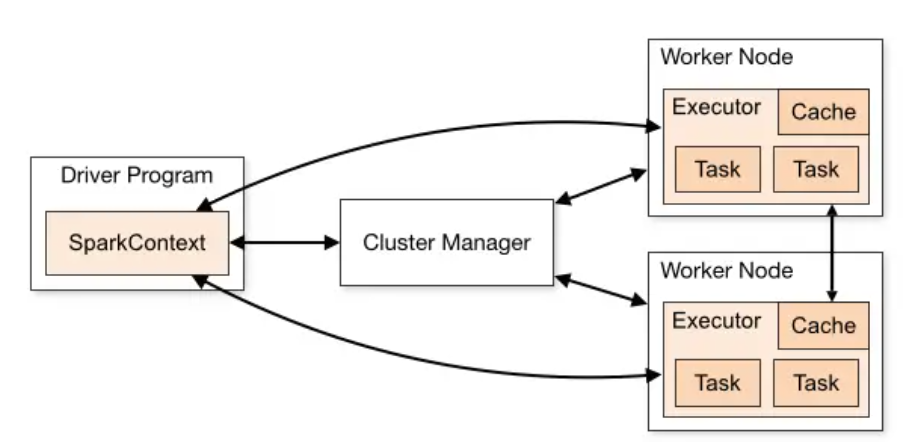 Driver Program
SparkContext
Cluster Manager
Worker Node
Executor
Cache
Task
Task
Worker Node
Executor
Cache
Task
Task